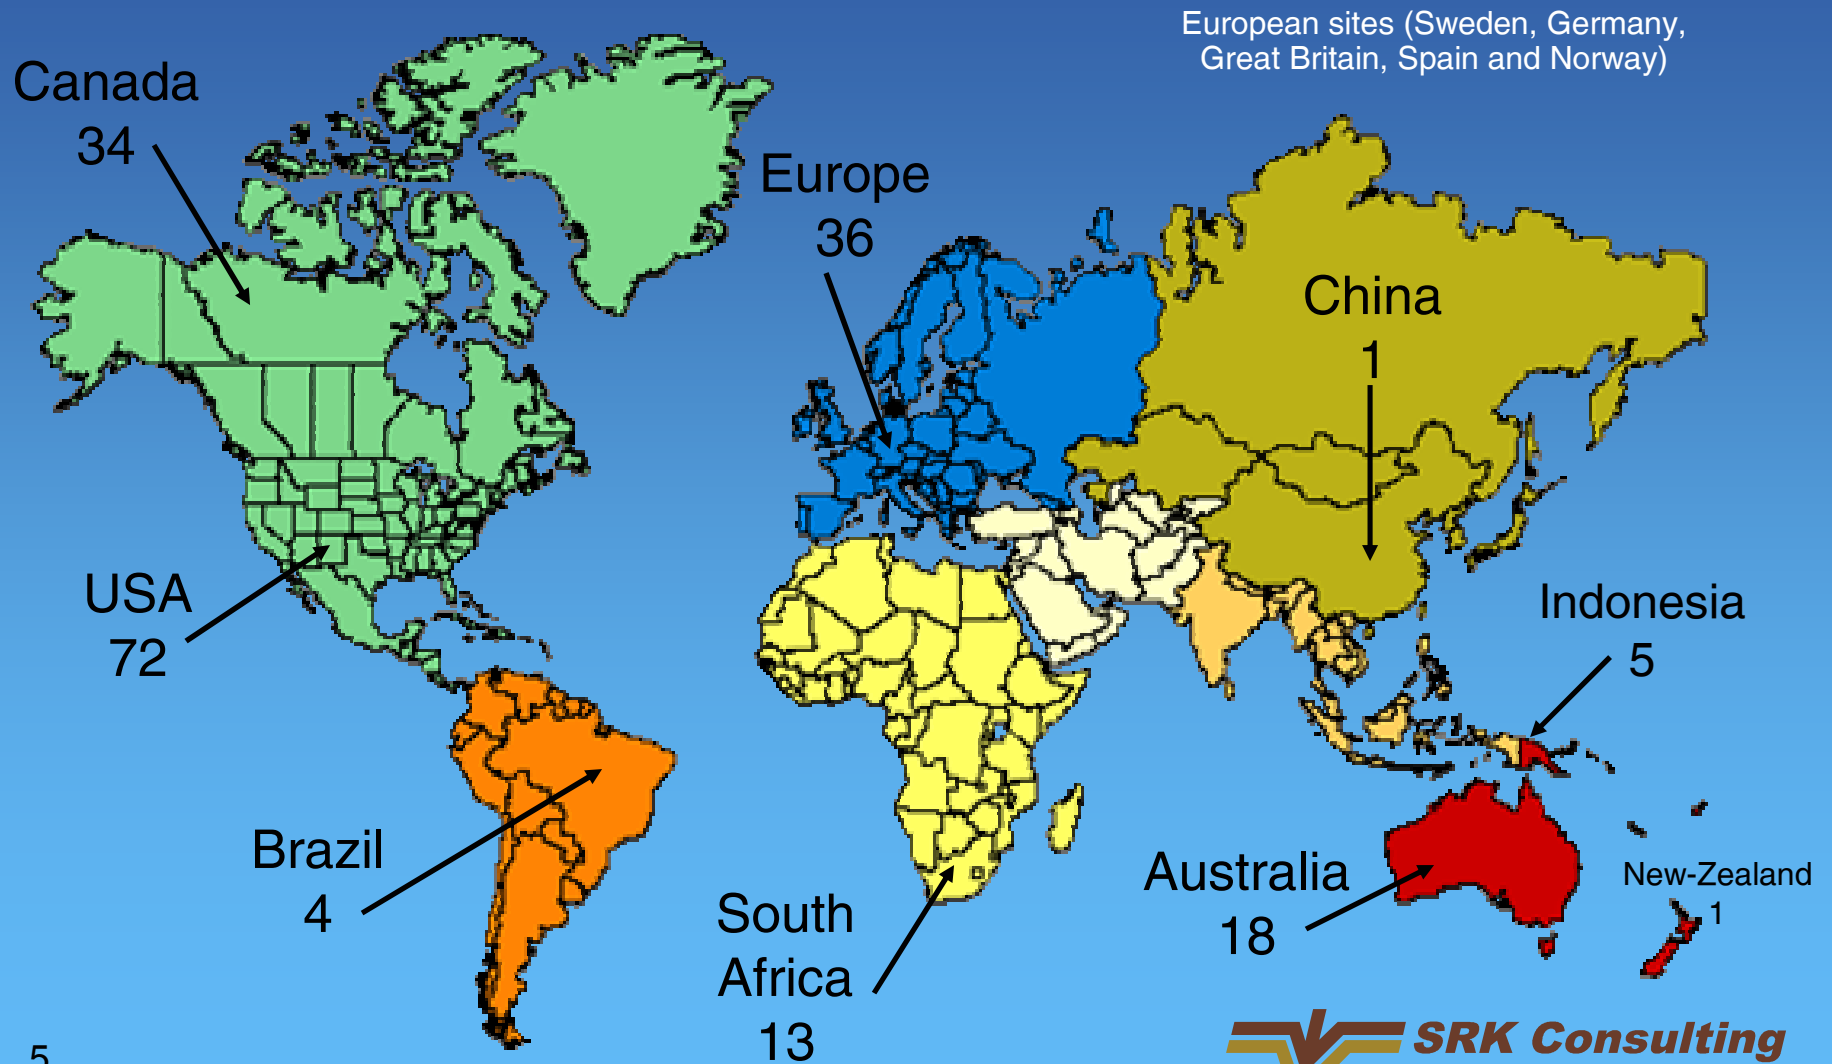 European sites (Sweden, Germany,
Great Britain, Spain and Norway)
Canada
34
Europe
36
China
1
USA
72
Indonesia
5
Brazil
4
South
Africa
13
Australia
18
New-Zealand
1
SRK Consulting
5